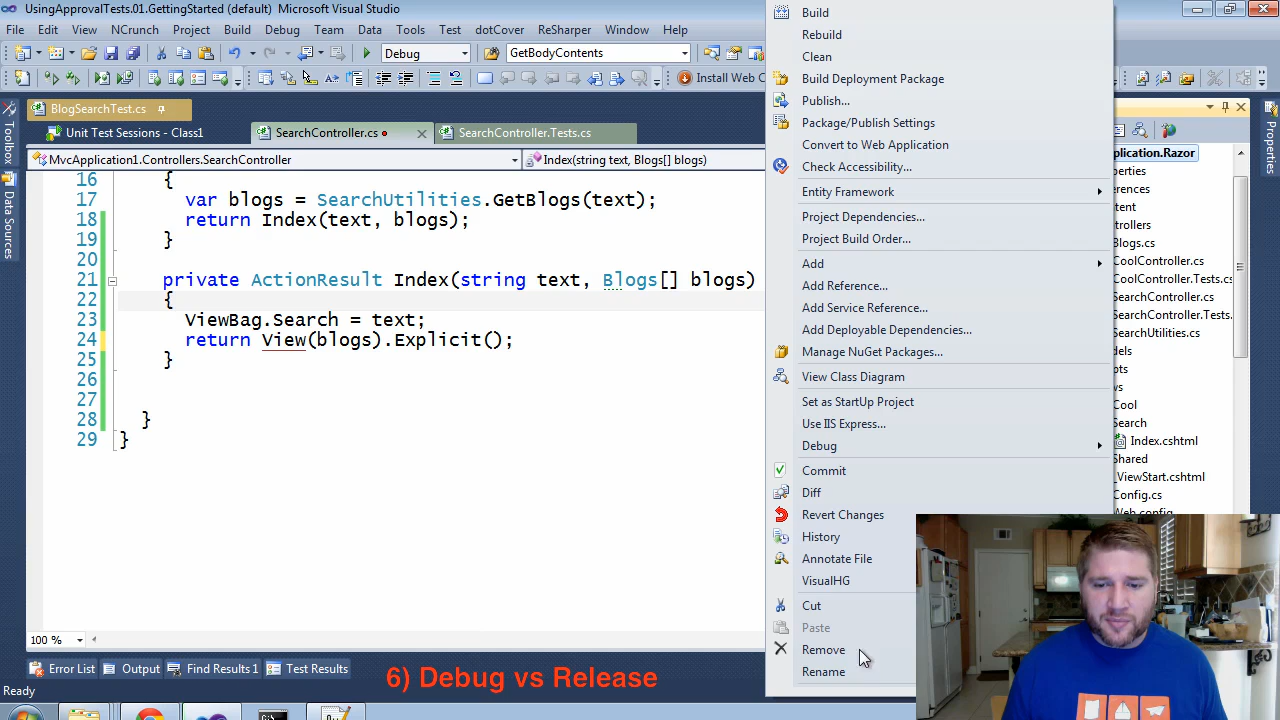 UsingApprovalTests.01.GettingStarted (default) - Microsoft Visual Studio
File Edit View NCrunch Project Build Debug Team Data Tools Test dotCover ReSharper Window Help
Debug GetBodyContents
Install Web C
BlogSearchTest.cs
Unit Test Sessions - Class1 SearchController.cs SearchController.Tests.cs
MvcApplication1.Controllers.SearchController Index(string text, Blogs[] blogs)
Toolbox
Data Sources
16 {
17 var blogs = SearchUtilities.GetBlogs(text);
18 return Index(text, blogs);
19 }
20
21 private ActionResult Index(string text, Blogs[] blogs)
22 {
23 ViewBag.Search = text;
24 return View(blogs).Explicit();
25 }
26
27
28 }
29 }
100 %
Build
Rebuild
Clean
Build Deployment Package
Publish...
Package/Publish Settings
Convert to Web Application
Check Accessibility...
Entity Framework
Project Dependencies...
Project Build Order...
Add
Add Reference...
Add Service Reference...
Add Deployable Dependencies...
Manage NuGet Packages...
View Class Diagram
Set as StartUp Project
Use IIS Express...
Debug
Commit
Diff
Revert Changes
History
Annotate File
VisualHG
Cut
Paste
Remove
Rename
plication.Razor
perties
erences
tent
rollers
Blogs.cs
CoolController.cs
CoolController.Tests.cs
SearchController.cs
SearchController.Tests.
SearchUtilities.cs
dels
pts
ws
Cool
Search
Index.cshtml
Shared
_ViewStart.cshtml
Config.cs
Web.config
Properties
Error List Output Find Results 1 Test Results
6) Debug vs Release
Ready